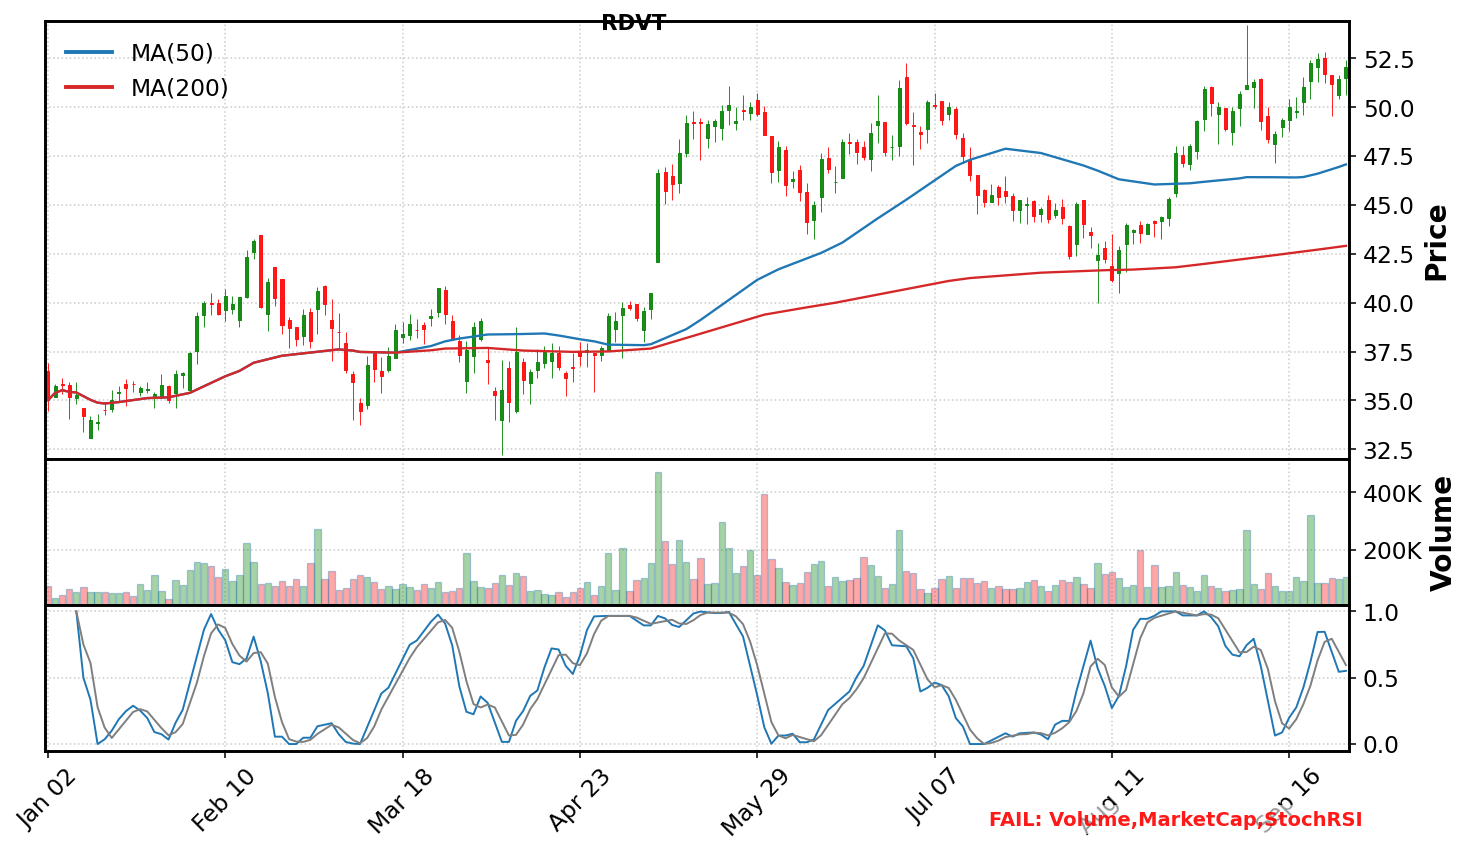 RDVT
MA(50)
MA(200)
52.5
50.0
47.5
45.0
42.5
40.0
37.5
35.0
32.5
Price
400K
200K
Volume
1.0
0.5
0.0
Jan 02
Feb 10
Mar 18
Apr 23
May 29
Jul 07
Aug 11
Sep 16
FAIL: Volume,MarketCap,StochRSI